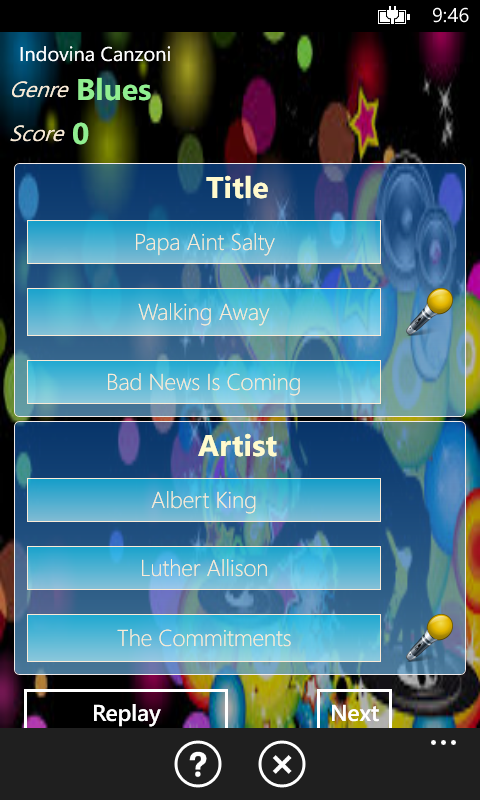 9:46
Indovina Canzoni
Genre Blues
Score 0
Title
Papa Aint Salty
Walking Away
Bad News Is Coming
Artist
Albert King
Luther Allison
The Commitments
Replay
Next
?